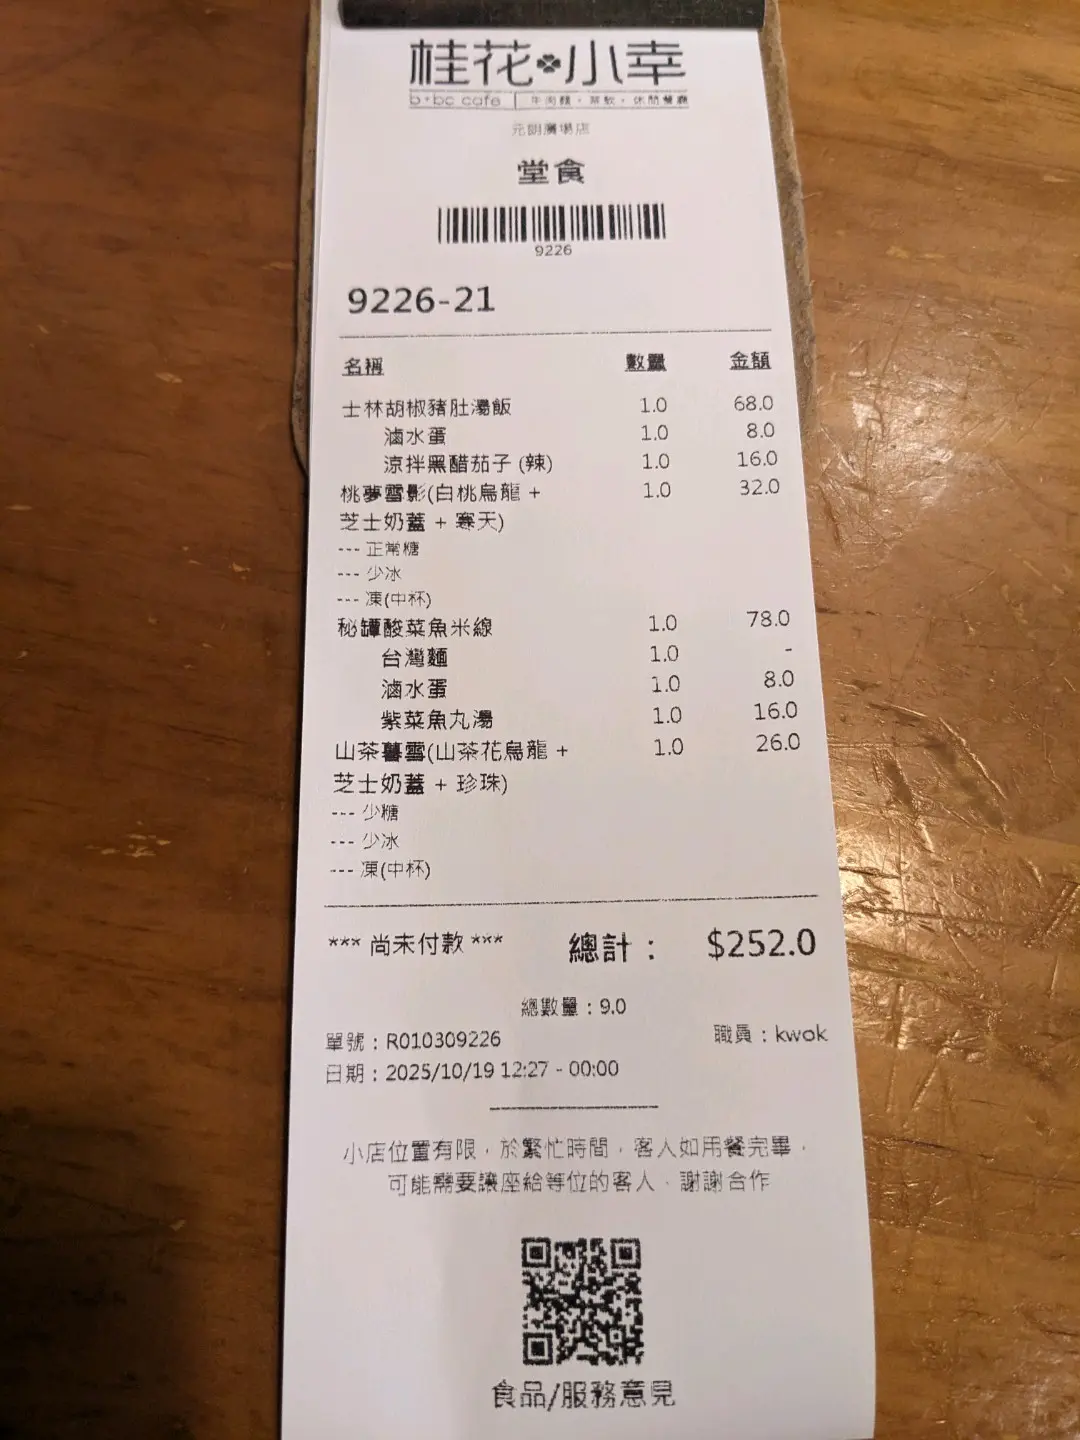 桂花小幸
b+bc cafe | 牛肉麵·茶飲·休閒餐廳
元朗廣場店
堂食
9226
9226-21
名稱 數量 金額
士林胡椒豬肚湯飯 1.0 68.0
滷水蛋 1.0 8.0
涼拌黑醋茄子 (辣) 1.0 16.0
桃夢雪影(白桃烏龍 + 1.0 32.0
芝士奶蓋 + 寒天)
--- 正常糖
--- 少冰
--- 凍(中杯)
秘罈酸菜魚米線 1.0 78.0
台灣麵 1.0 -
滷水蛋 1.0 8.0
紫菜魚丸湯 1.0 16.0
山茶暮雪(山茶花烏龍 + 1.0 26.0
芝士奶蓋 + 珍珠)
--- 少糖
--- 少冰
--- 凍(中杯)
*** 尚未付款 *** 總計： $252.0
總數量：9.0
單號：R010309226 職員：kwok
日期：2025/10/19 12:27 - 00:00
小店位置有限，於繁忙時間，客人如用餐完畢，
可能需要讓座給等位的客人，謝謝合作
食品/服務意見